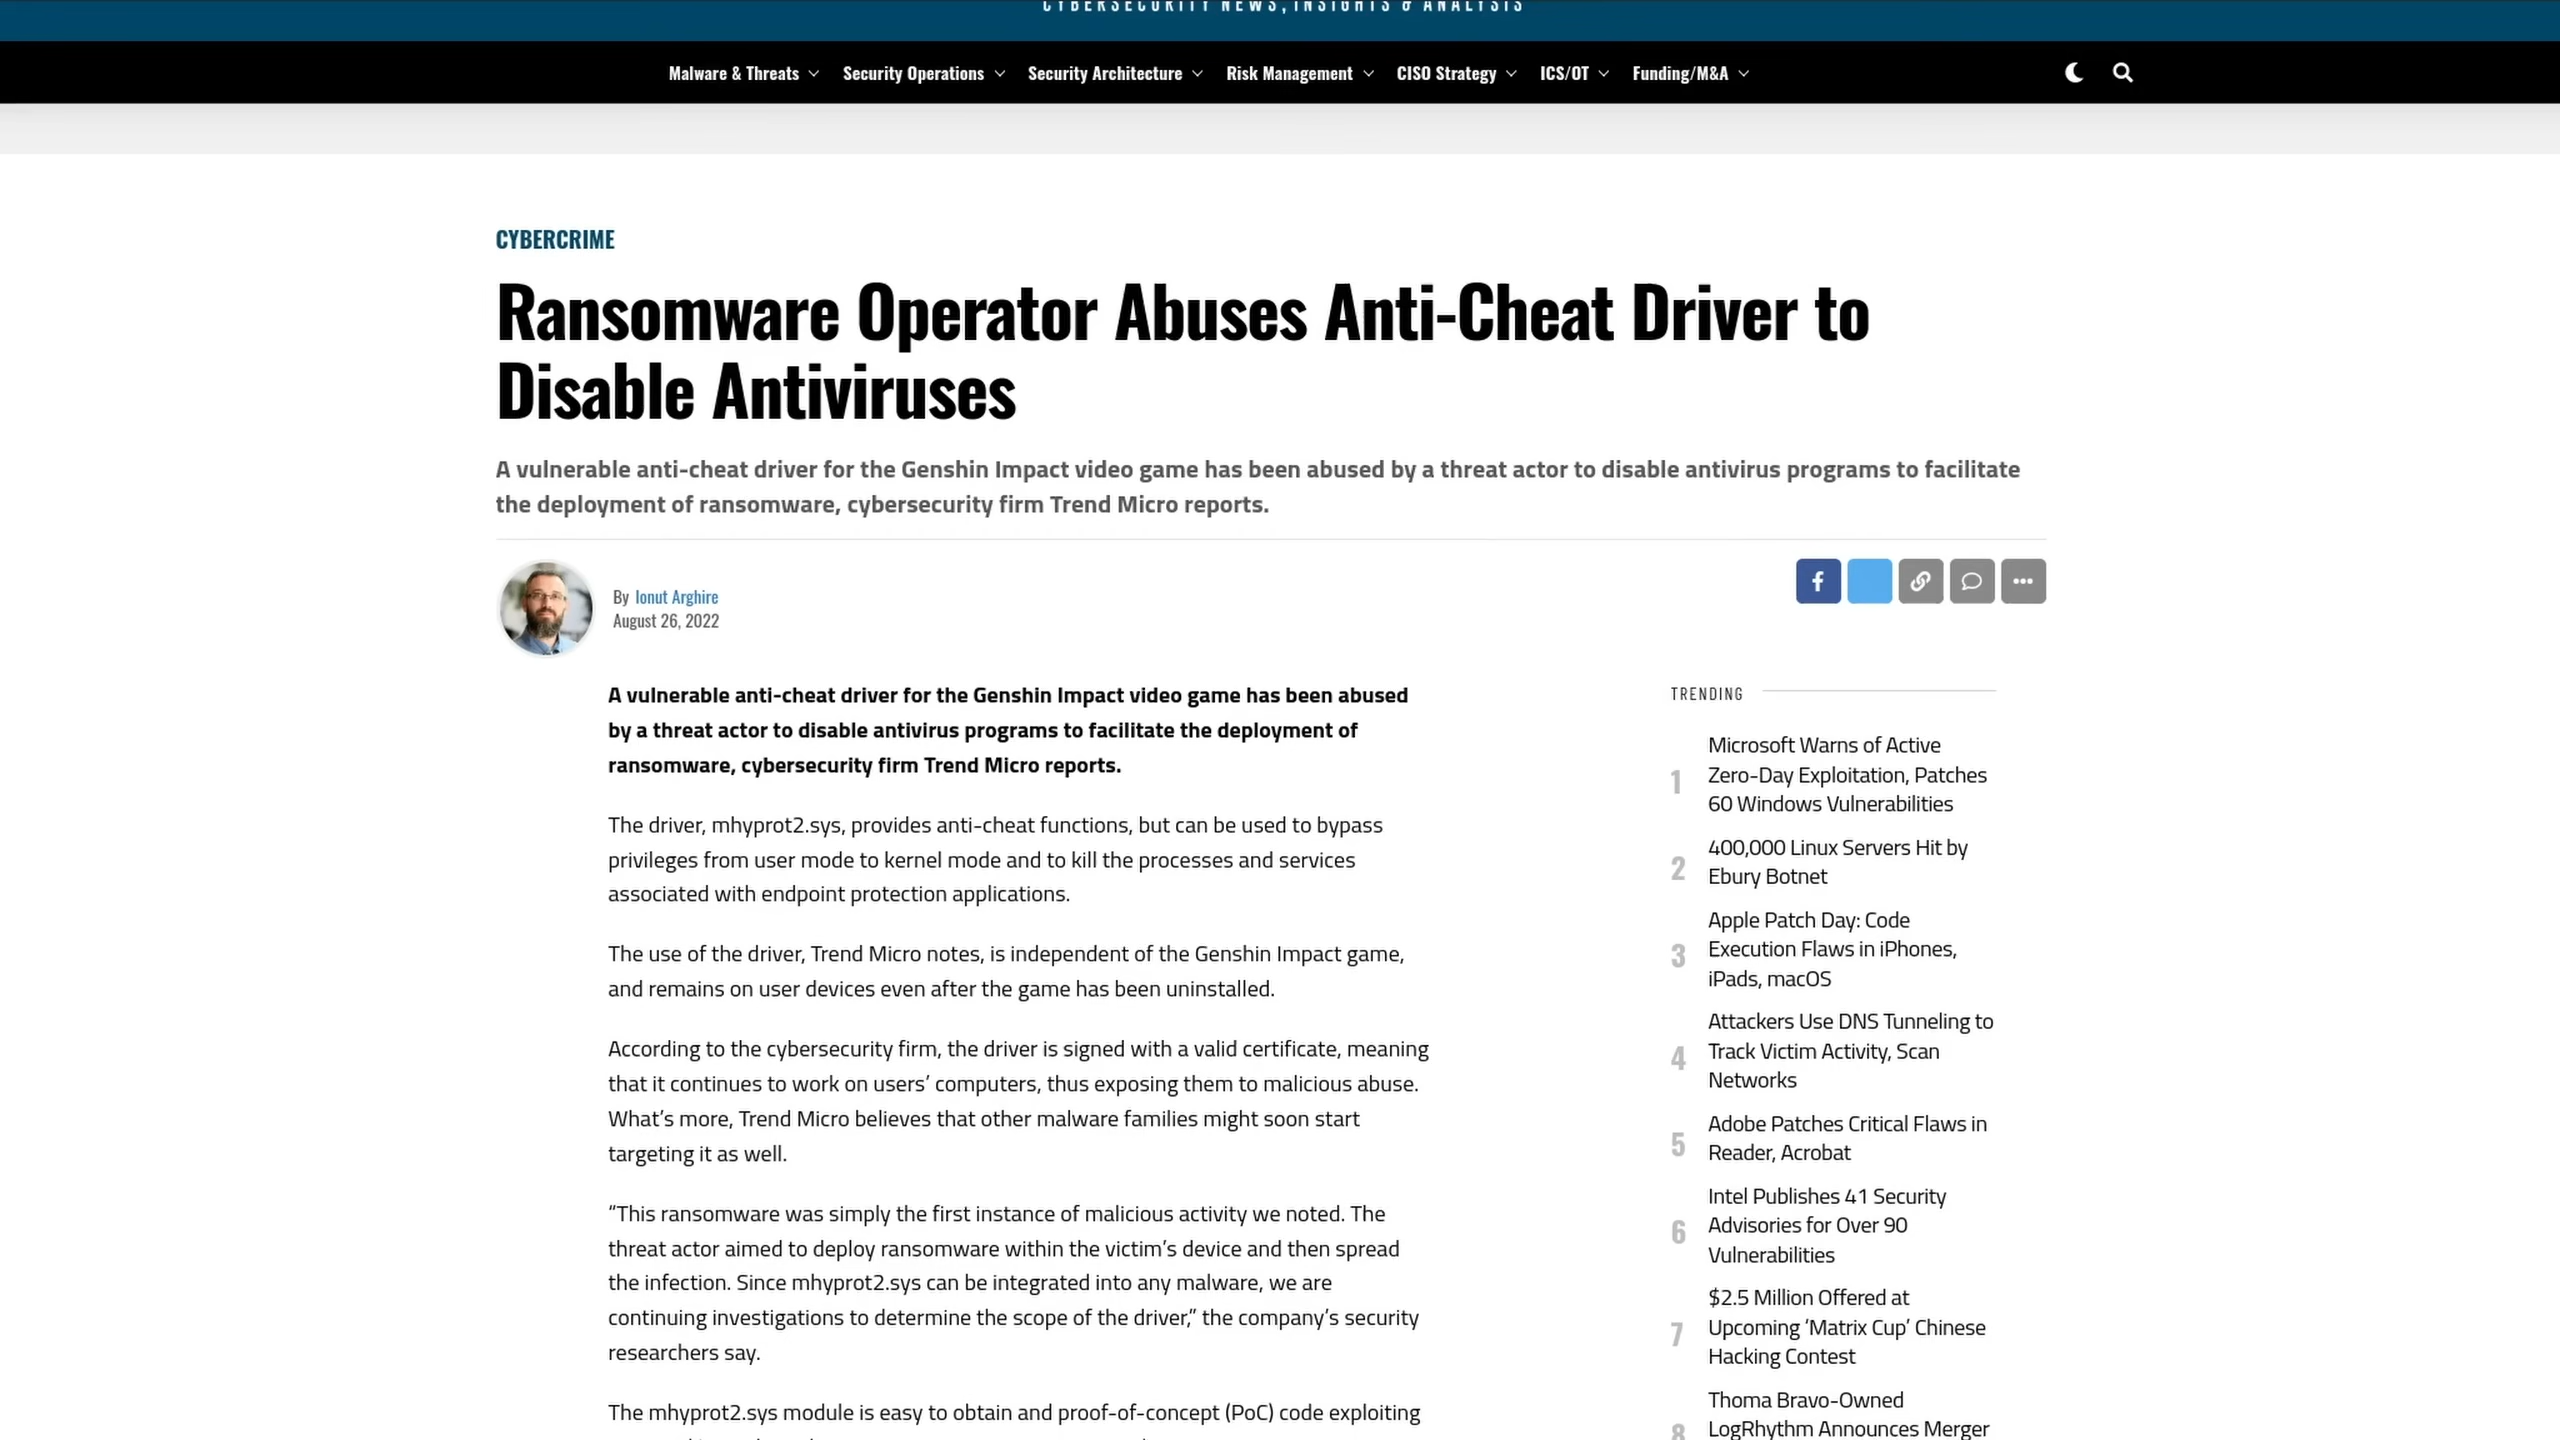 CYBERSECURITY NEWS, INSIGHTS & ANALYSIS
Malware & Threats
Security Operations
Security Architecture
Risk Management
CISO Strategy
ICS/OT
Funding/M&A
CYBERCRIME
Ransomware Operator Abuses Anti-Cheat Driver to
Disable Antiviruses
A vulnerable anti-cheat driver for the Genshin Impact video game has been abused by a threat actor to disable antivirus programs to facilitate
the deployment of ransomware, cybersecurity firm Trend Micro reports.
By Ionut Arghire
August 26, 2022
A vulnerable anti-cheat driver for the Genshin Impact video game has been abused
by a threat actor to disable antivirus programs to facilitate the deployment of
ransomware, cybersecurity firm Trend Micro reports.
The driver, mhyprot2.sys, provides anti-cheat functions, but can be used to bypass
privileges from user mode to kernel mode and to kill the processes and services
associated with endpoint protection applications.
The use of the driver, Trend Micro notes, is independent of the Genshin Impact game,
and remains on user devices even after the game has been uninstalled.
According to the cybersecurity firm, the driver is signed with a valid certificate, meaning
that it continues to work on users’ computers, thus exposing them to malicious abuse.
What’s more, Trend Micro believes that other malware families might soon start
targeting it as well.
“This ransomware was simply the first instance of malicious activity we noted. The
threat actor aimed to deploy ransomware within the victim’s device and then spread
the infection. Since mhyprot2.sys can be integrated into any malware, we are
continuing investigations to determine the scope of the driver,” the company’s security
researchers say.
The mhyprot2.sys module is easy to obtain and proof-of-concept (PoC) code exploiting
TRENDING
1
Microsoft Warns of Active
Zero-Day Exploitation, Patches
60 Windows Vulnerabilities
2
400,000 Linux Servers Hit by
Ebury Botnet
3
Apple Patch Day: Code
Execution Flaws in iPhones,
iPads, macOS
4
Attackers Use DNS Tunneling to
Track Victim Activity, Scan
Networks
5
Adobe Patches Critical Flaws in
Reader, Acrobat
6
Intel Publishes 41 Security
Advisories for Over 90
Vulnerabilities
7
$2.5 Million Offered at
Upcoming ‘Matrix Cup’ Chinese
Hacking Contest
8
Thoma Bravo-Owned
LogRhythm Announces Merger